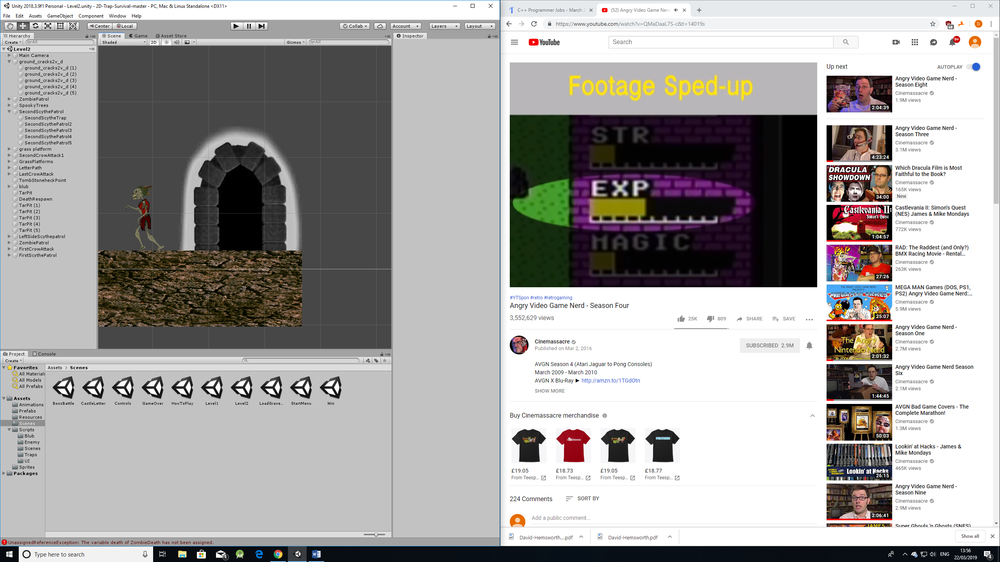 Unity 2018.3.9f1 Personal - Level2.unity - 2D-Trap-Survival-master - PC, Mac & Linux Standalone <DX11>
File Edit Assets GameObject Component Window Help
Center Local
Collab Account Layers Layout
Hierarchy
Create All
Level2
Main Camera
ground_cracks2v_d
ground_cracks2v_d (1)
ground_cracks2v_d (2)
ground_cracks2v_d (3)
ground_cracks2v_d (4)
ground_cracks2v_d (5)
ZombiePatrol
SpookyTrees
SecondScythePatrol
SecondScytheTrap
SecondScythePatrol2
SecondScythePatrol3
SecondScythePatrol4
SecondScythePatrol5
grass platform
SecondCrowAttack1
GrassPlatforms
LetterPath
LastCrowAttack
TombStoneheckPoint
blub
TarPit
DeathRespawn
TarPit (1)
TarPit (2)
TarPit (3)
TarPit (4)
TarPit (5)
LeftSideScythepatrol
ZombiePatrol
FirstCrowAttack
FirstScythePatrol
Scene Game Asset Store
Shaded 2D Gizmos All
Inspector
Project Console
Create
Favorites
All Materials
All Models
All Prefabs
Assets
Animations
Prefabs
Resources
Scenes
Scripts
Blub
Enemy
Scenes
Traps
UI
Sprites
Packages
Assets > Scenes
BossBattle CastleLetter Controls GameOver HowToPlay Level1 Level2 LoadGrave... StartMenu Win
UnassignedReferenceException: The variable death of ZombieDeath has not been assigned.
C++ Programmer Jobs - March 2
(52) Angry Video Game Nerd
https://www.youtube.com/watch?v=QMaDaaL7S-c&t=14019s
68
D
YouTube
Search
9+
Footage Sped-up
STR
EXP
MAGIC
#YTSpon #retro #retrogaming
Angry Video Game Nerd - Season Four
3,552,629 views
25K 809 SHARE SAVE
Cinemassacre
Published on Mar 2, 2016
SUBSCRIBED 2.9M
AVGN Season 4 (Atari Jaguar to Pong Consoles)
March 2009 - March 2010
AVGN X Blu-Ray ► http://amzn.to/1TGdOtn
SHOW MORE
Buy Cinemassacre merchandise
£19.05 £18.73 £19.05 £18.77
From Teesp... From Teesp... From Teesp... From Teesp...
224 Comments SORT BY
Add a public comment...
Up next AUTOPLAY
2:04:39
Angry Video Game Nerd -
Season Eight
Cinemassacre
1.9M views
4:23:24
Angry Video Game Nerd -
Season Three
Cinemassacre
3.1M views
DRACULA
SHOWDOWN
34:00
Which Dracula Film is Most
Faithful to the Book?
Cinemassacre
165K views
New
Castlevania II:
Simon's Quest
1:04:57
Castlevania II: Simon's Quest
(NES) James & Mike Mondays
Cinemassacre
772K views
27:26
RAD: The Raddest (and Only?)
BMX Racing Movie - Rental...
Cinemassacre
263K views
THE ANGRY VIDEO GAME NERD
PRESENTS
MEGA MAN GAMES
25:07
MEGA MAN Games (DOS, PS1,
PS2) Angry Video Game Nerd:...
Cinemassacre
5.9M views
The Angry
Nintendo Nerd
© 2006 Cinemassacre
2:01:32
Angry Video Game Nerd -
Season One
Cinemassacre
2.7M views
1:44:45
Angry Video Game Nerd Season
Six
Cinemassacre
2.1M views
50:03
AVGN Bad Game Covers - The
Complete Marathon!
Cinemassacre
1.3M views
JAMES & MIKE MONDAYS
Lookin' at Hacks
26:15
Lookin' at Hacks - James &
Mike Mondays
Cinemassacre
465K views
2:06:41
Angry Video Game Nerd -
Season Nine
Cinemassacre
2.9M views
Super Ghouls 'n Ghosts (SNES)
David-Hemsworth....pdf
David-Hemsworth.pdf
Show all
Type here to search
1
ENG
13:56
22/03/2019
4